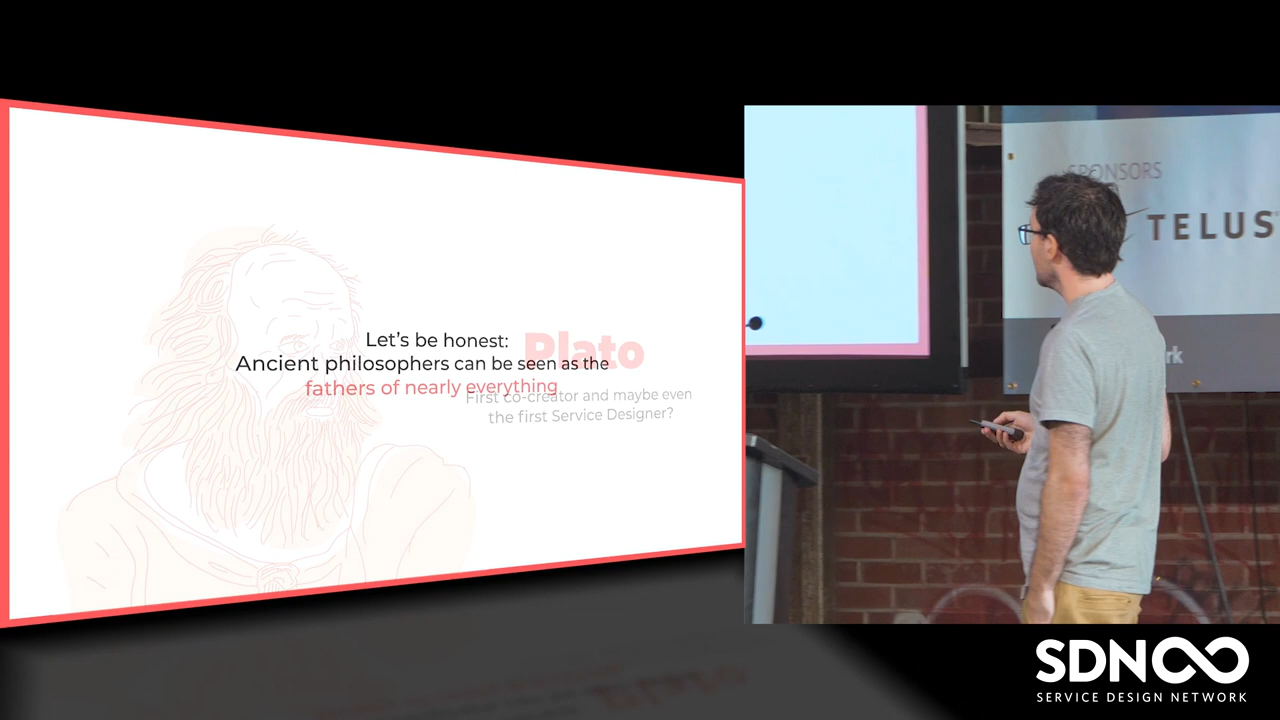 Let's be honest:
Ancient philosophers can be seen as the
fathers of nearly everything
Plato
First co-creator and maybe even
the first Service Designer?
SPONSORS
TELUS
rk
SDN
SERVICE DESIGN NETWORK